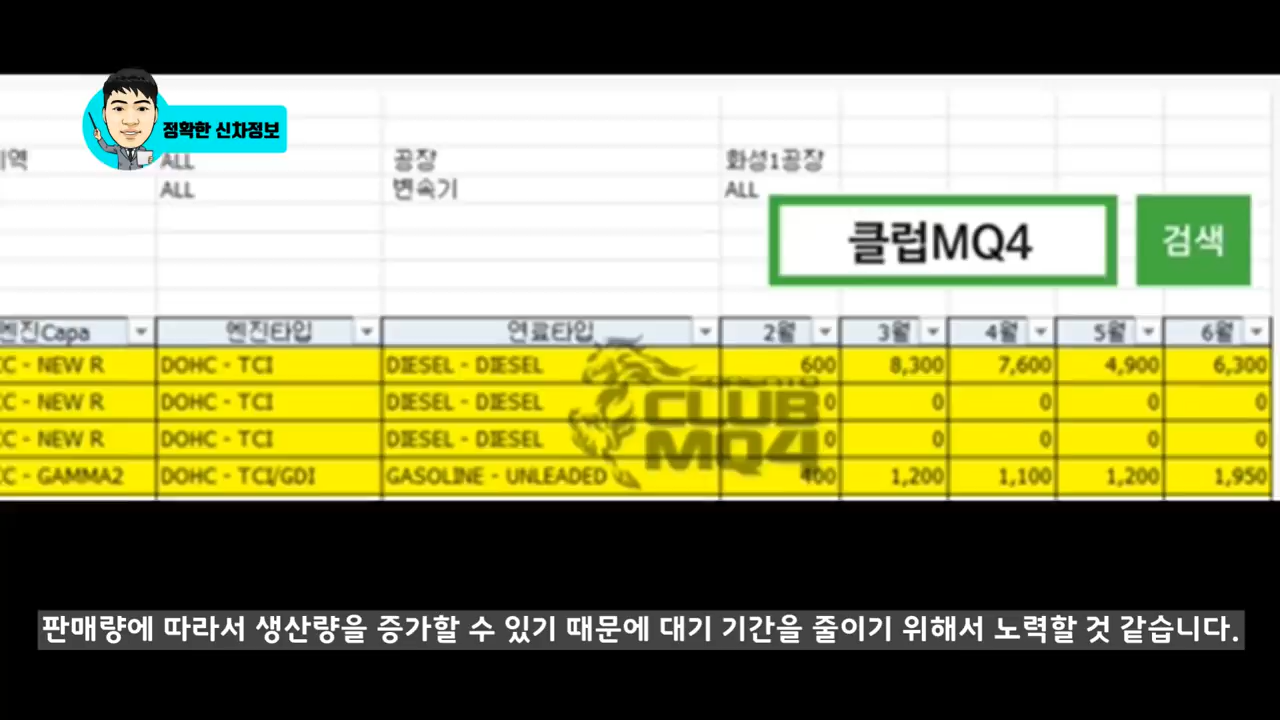 정확한 신차정보
ALL 공장 화성1공장
ALL 변속기 ALL
클럽MQ4 검색
엔진Capa 엔진타입 연료타입 2월 3월 4월 5월 6월
CC - NEW R DOHC - TCI DIESEL - DIESEL 600 8,300 7,600 4,900 6,300
CC - NEW R DOHC - TCI DIESEL - DIESEL 0 0 0 0 0
CC - NEW R DOHC - TCI DIESEL - DIESEL 0 0 0 0 0
CC - GAMMA2 DOHC - TCI/GDI GASOLINE - UNLEADED 400 1,200 1,100 1,200 1,950
SORENTO
CLUB
MQ4
판매량에 따라서 생산량을 증가할 수 있기 때문에 대기 기간을 줄이기 위해서 노력할 것 같습니다.